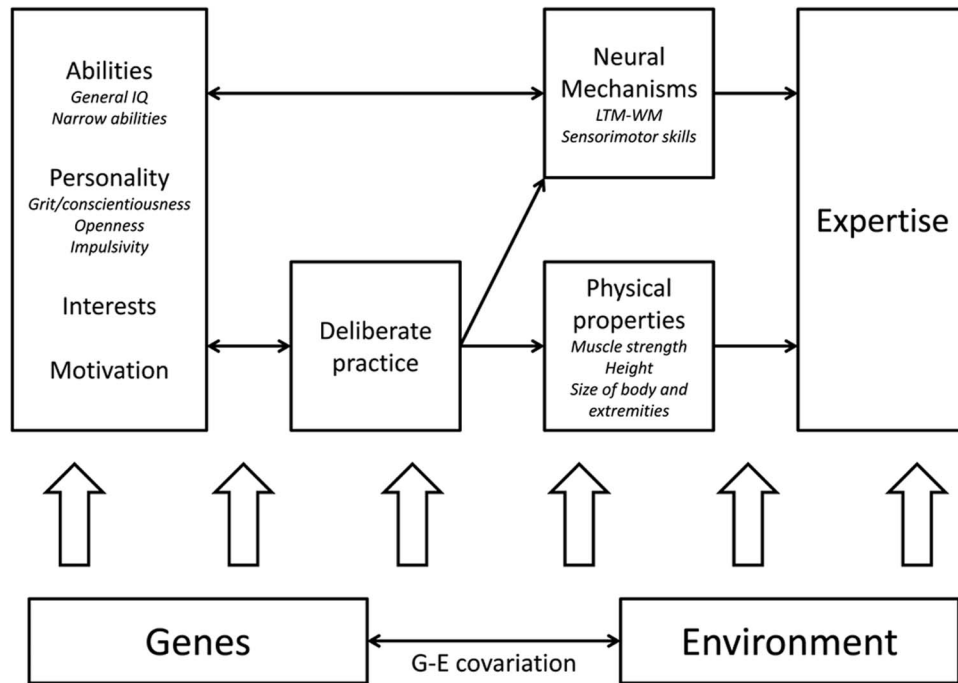 Abilities
General IQ
Narrow abilities
Personality
Grit/conscientiousness
Openness
Impulsivity
Interests
Motivation
Deliberate
practice
Neural
Mechanisms
LTM-WM
Sensorimotor skills
Physical
properties
Muscle strength
Height
Size of body and
extremities
Expertise
Genes
G-E covariation
Environment